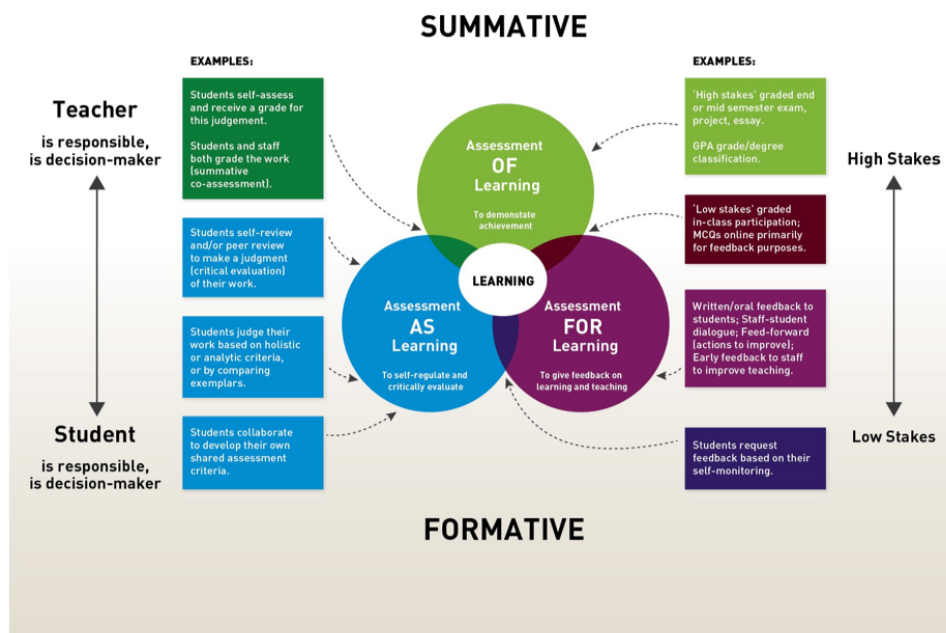 SUMMATIVE
EXAMPLES:
Students self-assess
and receive a grade for
this judgement.
Students and staff
both grade the work
(summative
co-assessment).
Students self-review
and/or peer review
to make a judgment
(critical evaluation)
of their work.
Students judge their
work based on holistic
or analytic criteria,
or by comparing
exemplars.
Students collaborate
to develop their own
shared assessment
criteria.
Teacher
is responsible,
is decision-maker
Student
is responsible,
is decision-maker
Assessment
OF
Learning
To demonstate
achievement
LEARNING
Assessment
AS
Learning
To self-regulate and
critically evaluate
Assessment
FOR
Learning
To give feedback on
learning and teaching
EXAMPLES:
‘High stakes’ graded end
or mid semester exam,
project, essay.
GPA grade/degree
classification.
‘Low stakes’ graded
in-class participation;
MCQs online primarily
for feedback purposes.
Written/oral feedback to
students; Staff-student
dialogue; Feed-forward
(actions to improve);
Early feedback to staff
to improve teaching.
Students request
feedback based on their
self-monitoring.
High Stakes
Low Stakes
FORMATIVE